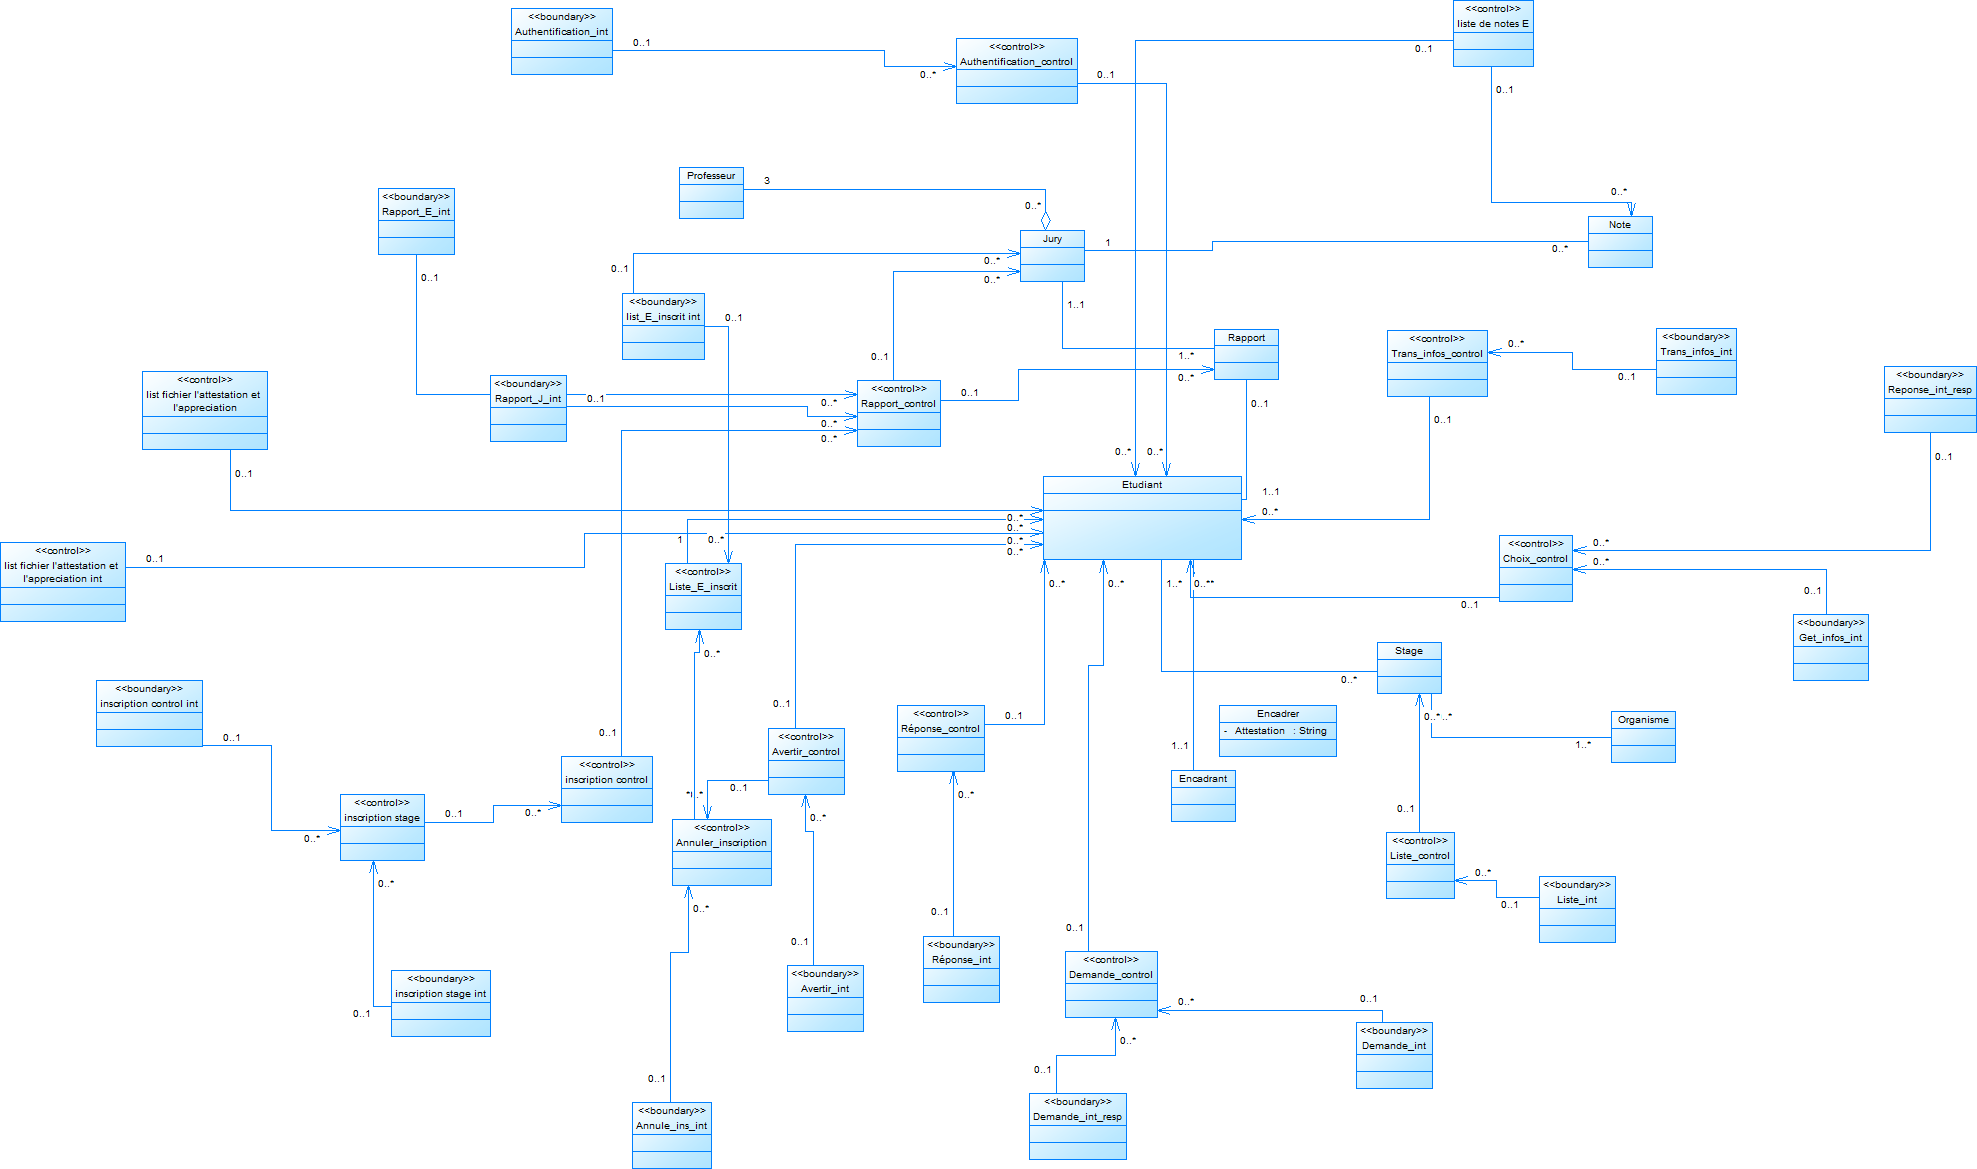 <<boundary>>
Authentification_int
0..1
0..*
<<control>>
Authentification_control
0..1
<<control>>
liste de notes E
0..1
0..1
0..*
Professeur
3
0..*
<<boundary>>
Rapport_E_int
0..1
Jury
1
0..*
0..*
0..*
1..1
Note
0..1
<<boundary>>
list_E_inscrit int
0..1
0..1
Rapport
1..*
0..*
0..1
<<control>>
Trans_infos_control
0..*
0..1
<<boundary>>
Trans_infos_int
0..1
<<boundary>>
Reponse_int_resp
0..1
<<control>>
list fichier l'attestation et
l'appreciation
0..1
<<boundary>>
Rapport_J_int
0..1
0..*
0..*
0..*
<<control>>
Rapport_control
0..1
0..*
0..*
Etudiant
1..1
0..*
0..*
0..*
0..*
0..*
<<control>>
list fichier l'attestation et
l'appreciation int
0..1
1
0..*
<<control>>
Liste_E_inscrit
0..*
0..*
0..*
1..*
0..**
<<control>>
Choix_control
0..*
0..*
0..1
0..1
<<boundary>>
Get_infos_int
Stage
0..*
0..*..*
1..*
Organisme
Encadrer
- Attestation : String
1..1
Encadrant
<<boundary>>
inscription control int
0..1
0..*
<<control>>
inscription stage
0..1
0..*
0..*
<<control>>
inscription control
0..1
0..1
<<control>>
Avertir_control
0..1
0..*
<<control>>
Annuler_inscription
0..*
<<control>>
Réponse_control
0..1
0..*
0..1
<<boundary>>
Réponse_int
0..1
<<boundary>>
Avertir_int
<<boundary>>
inscription stage int
0..1
0..1
<<control>>
Liste_control
0..*
0..1
<<boundary>>
Liste_int
0..1
<<control>>
Demande_control
0..*
0..1
<<boundary>>
Demande_int
0..*
0..1
<<boundary>>
Demande_int_resp
0..1
<<boundary>>
Annule_ins_int